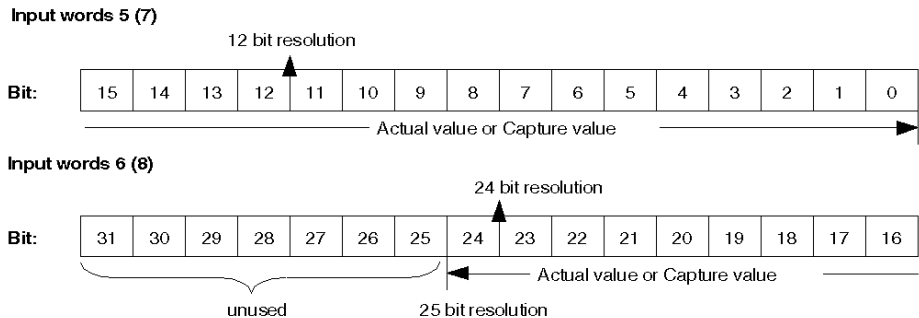 Input words 5 (7)
12 bit resolution
Bit: 15 14 13 12 11 10 9 8 7 6 5 4 3 2 1 0
Actual value or Capture value
Input words 6 (8)
24 bit resolution
Bit: 31 30 29 28 27 26 25 24 23 22 21 20 19 18 17 16
Actual value or Capture value
unused 25 bit resolution